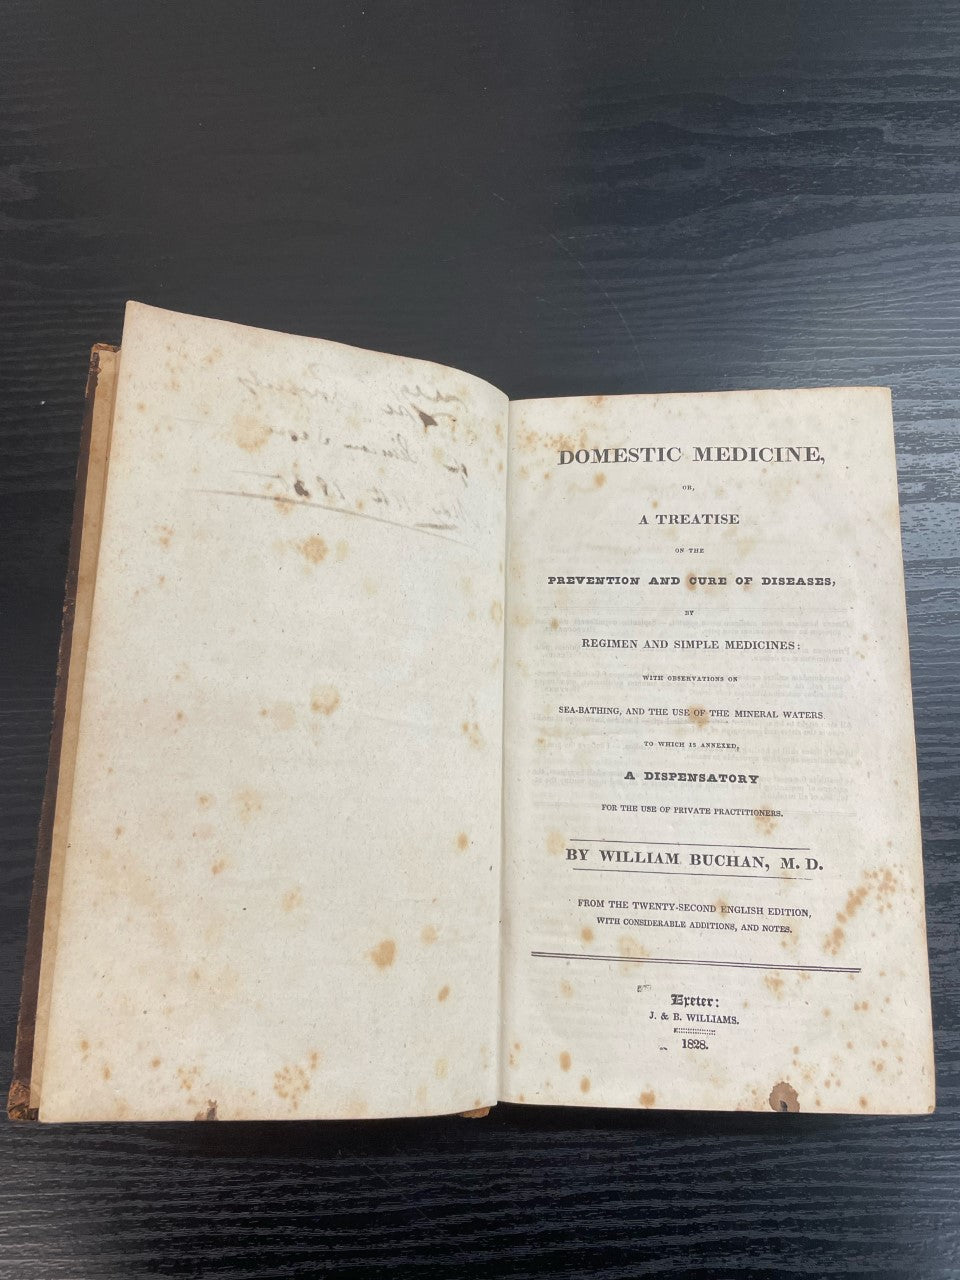 DOMESTIC MEDICINE,
OR,
A TREATISE
ON THE
PREVENTION AND CURE OF DISEASES,
BY
REGIMEN AND SIMPLE MEDICINES:
WITH OBSERVATIONS ON
SEA-BATHING, AND THE USE OF THE MINERAL WATERS
TO WHICH IS ANNEXED,
A DISPENSATORY
FOR THE USE OF PRIVATE PRACTITIONERS.
BY WILLIAM BUCHAN, M. D.
FROM THE TWENTY-SECOND ENGLISH EDITION,
WITH CONSIDERABLE ADDITIONS, AND NOTES.
Exeter:
J. & B. WILLIAMS.
1828.